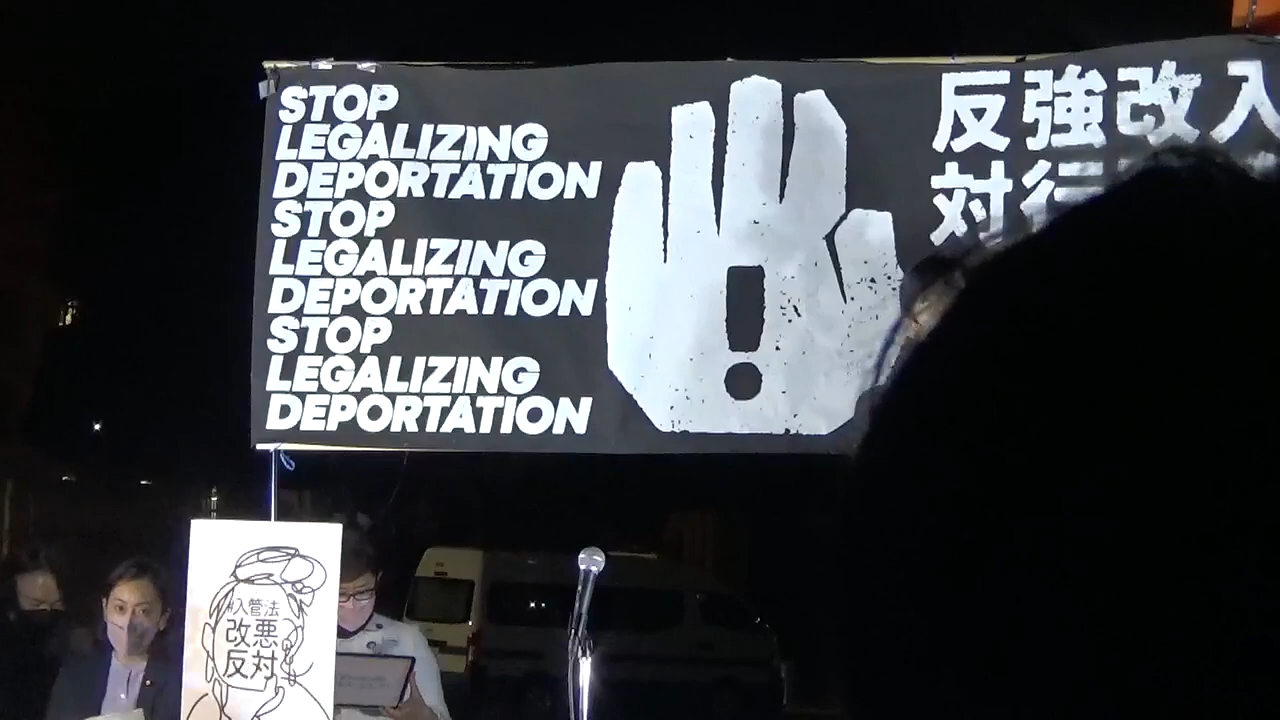 STOP
LEGALIZING
DEPORTATION
STOP
LEGALIZING
DEPORTATION
STOP
LEGALIZING
DEPORTATION
入
改
強行
反対
#入管法
改悪
反対